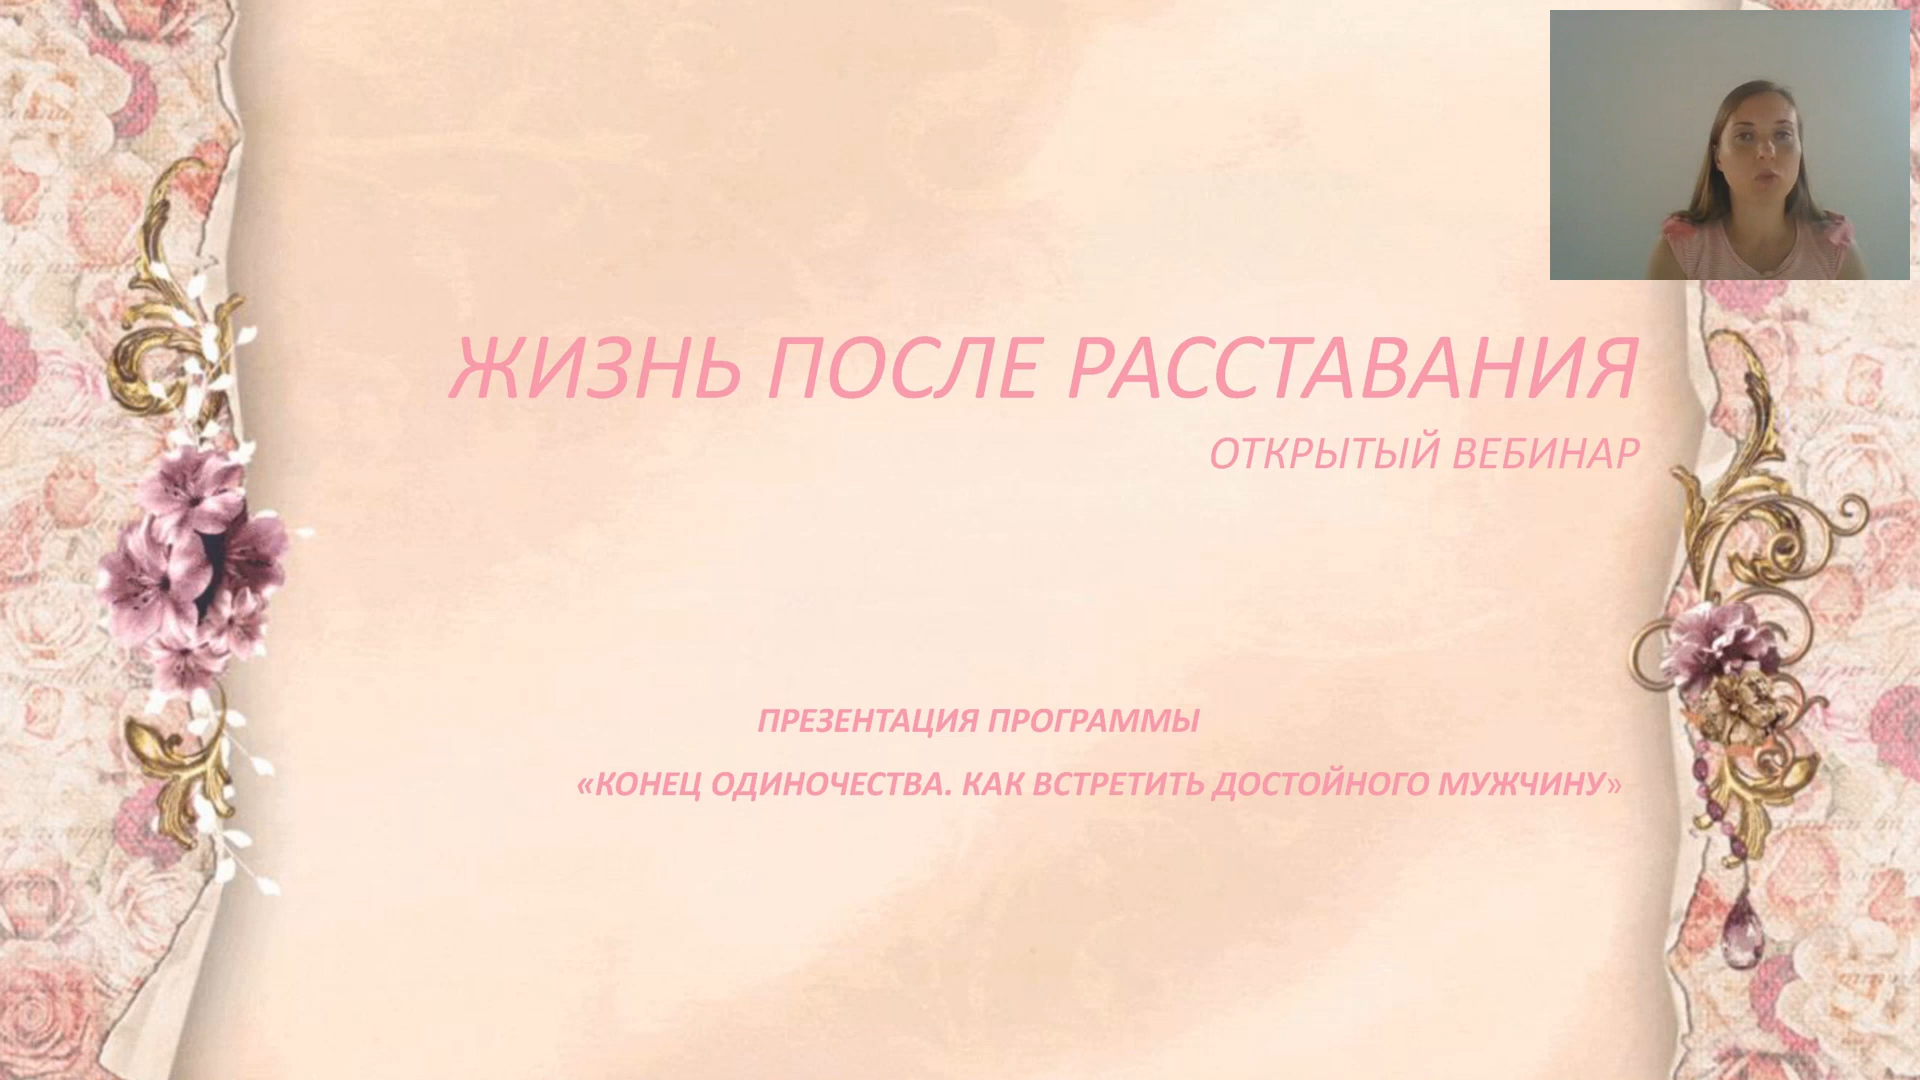 ЖИЗНЬ ПОСЛЕ РАССТАВАНИЯ
ОТКРЫТЫЙ ВЕБИНАР
ПРЕЗЕНТАЦИЯ ПРОГРАММЫ
«КОНЕЦ ОДИНОЧЕСТВА. КАК ВСТРЕТИТЬ ДОСТОЙНОГО МУЖЧИНУ»